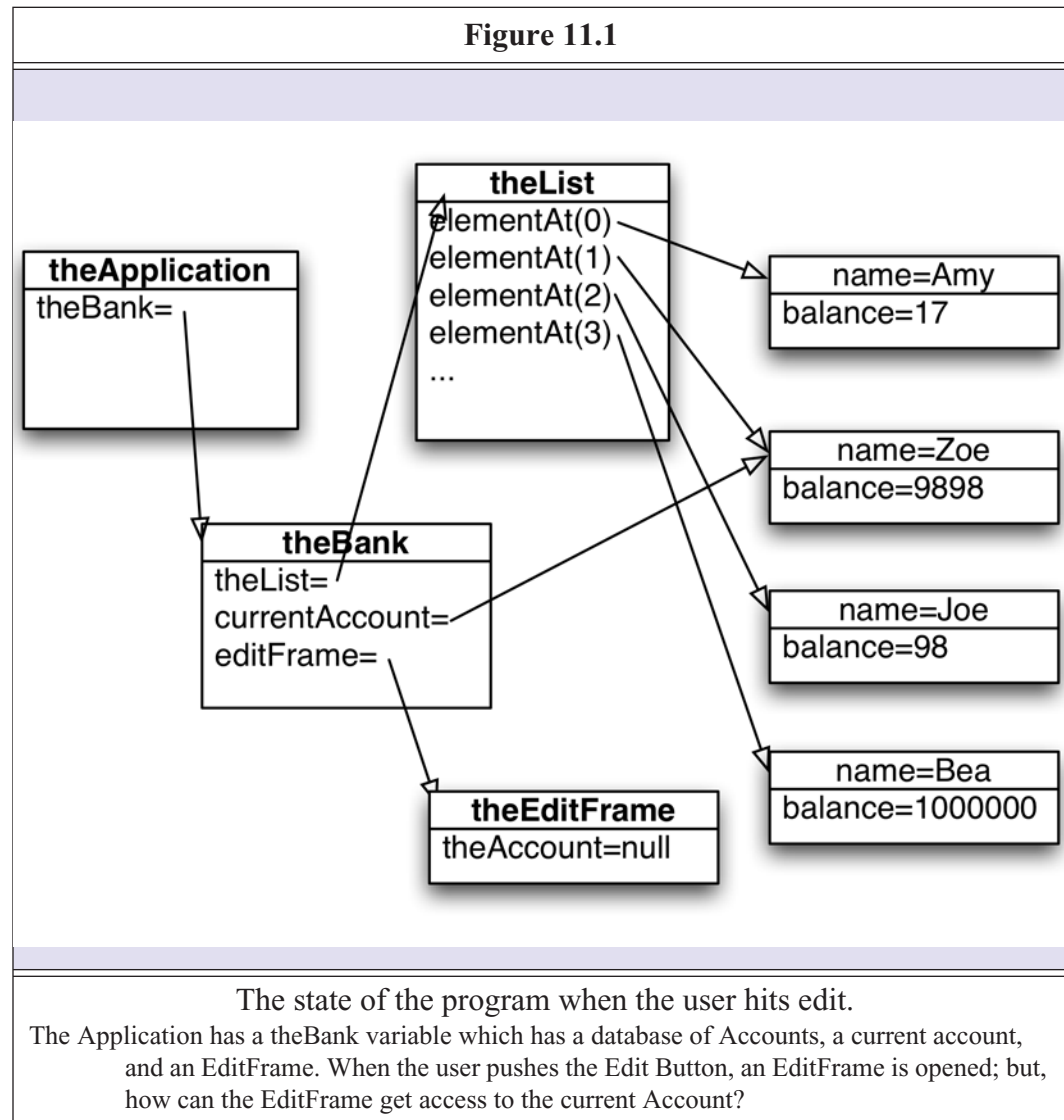 Figure 11.1
theList
elementAt(0)
elementAt(1)
elementAt(2)
elementAt(3)
...
theApplication
theBank=
name=Amy
balance=17
name=Zoe
balance=9898
theBank
theList=
currentAccount=
editFrame=
name=Joe
balance=98
name=Bea
balance=1000000
theEditFrame
theAccount=null
The state of the program when the user hits edit.
The Application has a theBank variable which has a database of Accounts, a current account,
and an EditFrame. When the user pushes the Edit Button, an EditFrame is opened; but,
how can the EditFrame get access to the current Account?